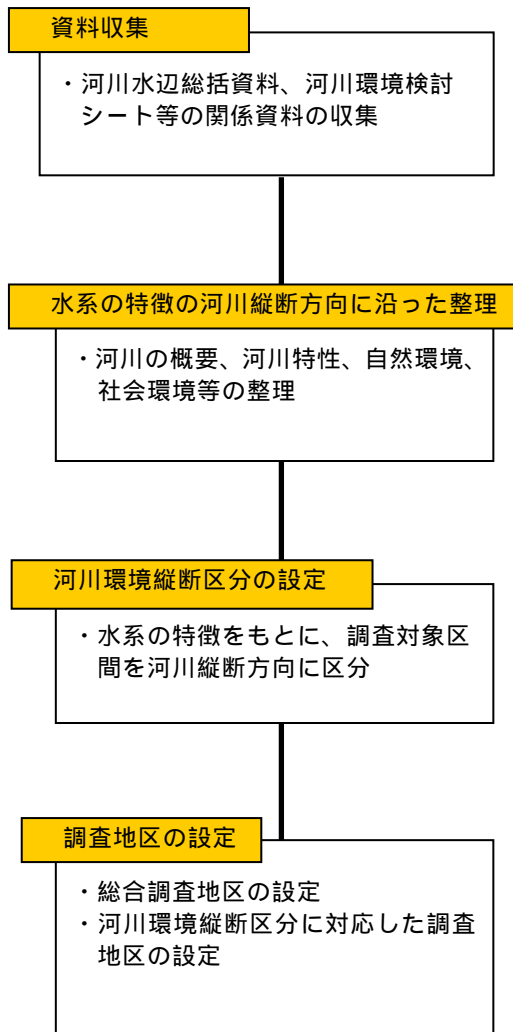 資料収集
・河川水辺総括資料、河川環境検討
シート等の関係資料の収集
水系の特徴の河川縦断方向に沿った整理
・河川の概要、河川特性、自然環境、
社会環境等の整理
河川環境縦断区分の設定
・水系の特徴をもとに、調査対象区
間を河川縦断方向に区分
調査地区の設定
・総合調査地区の設定
・河川環境縦断区分に対応した調査
地区の設定